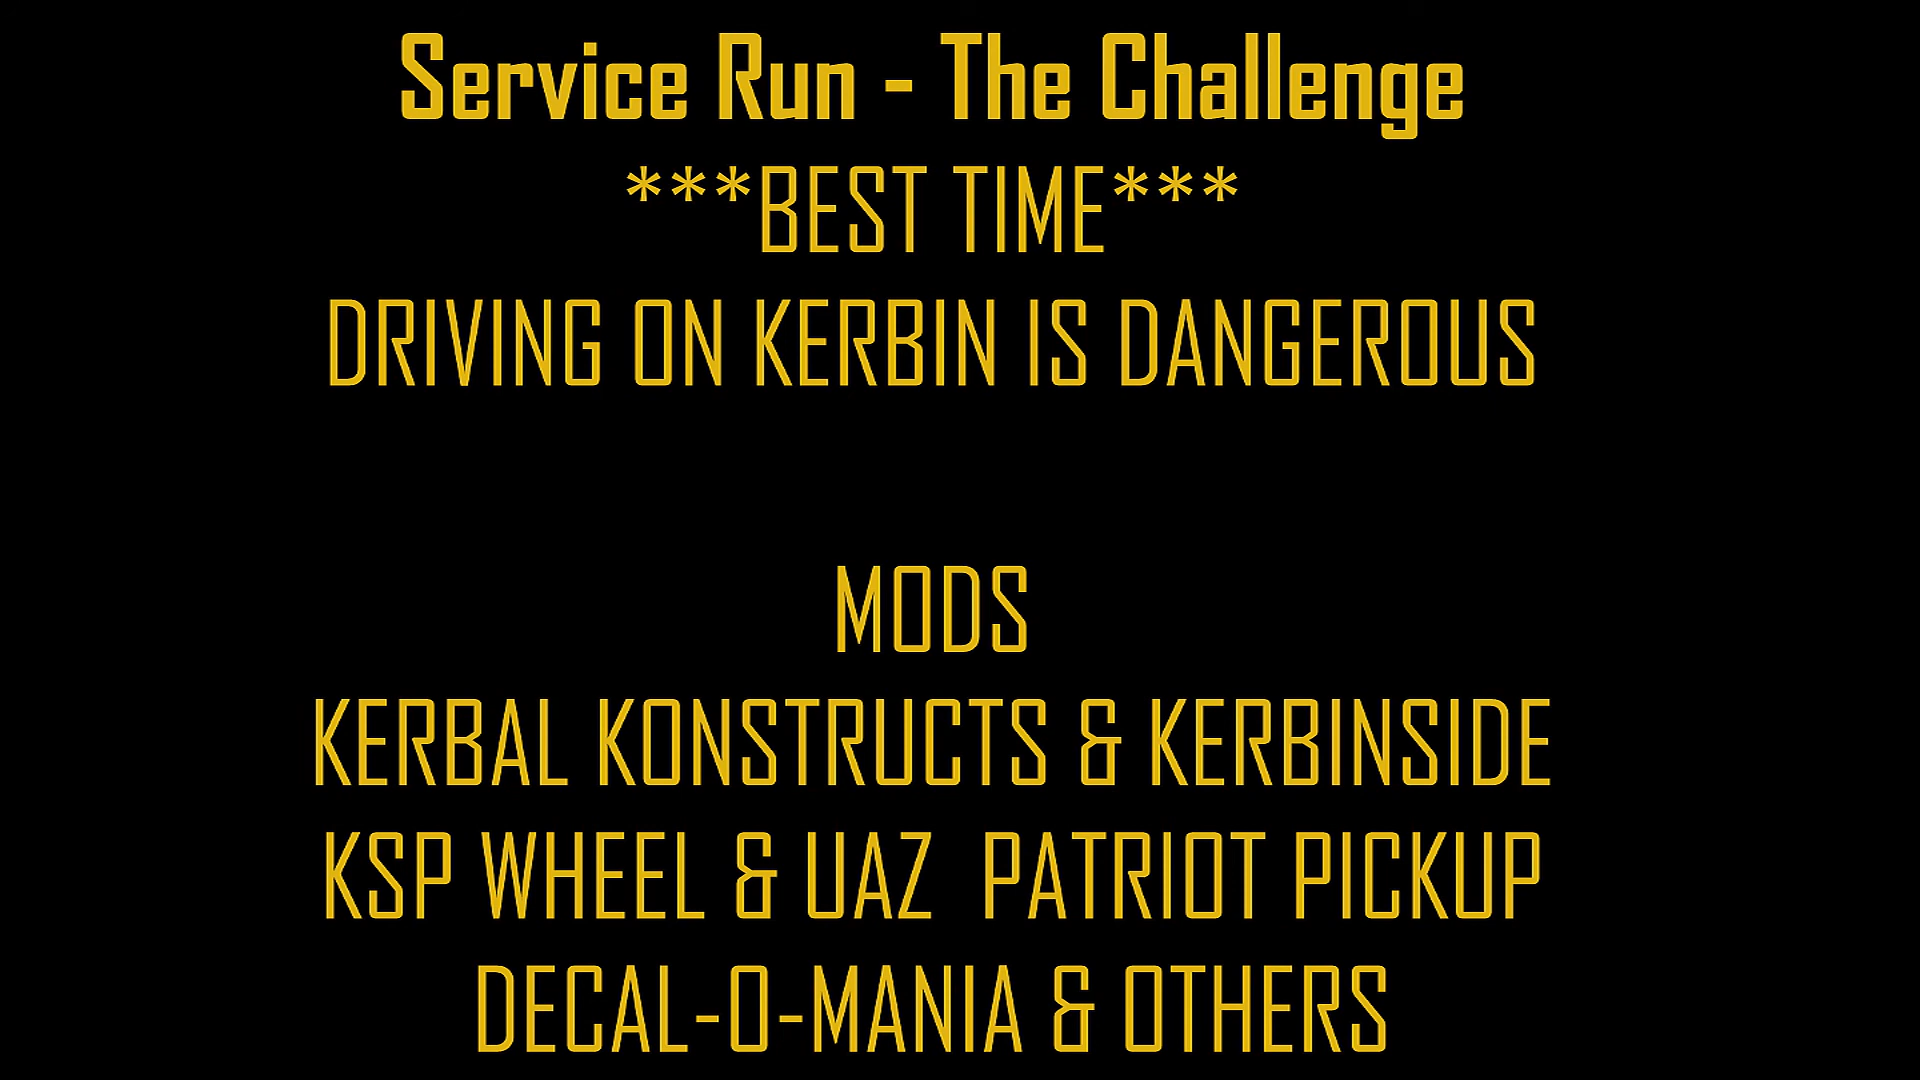 Service Run - The Challenge
***BEST TIME***
DRIVING ON KERBIN IS DANGEROUS
MODS
KERBAL KONSTRUCTS & KERBINSIDE
KSP WHEEL & UAZ  PATRIOT PICKUP
DECAL-O-MANIA & OTHERS